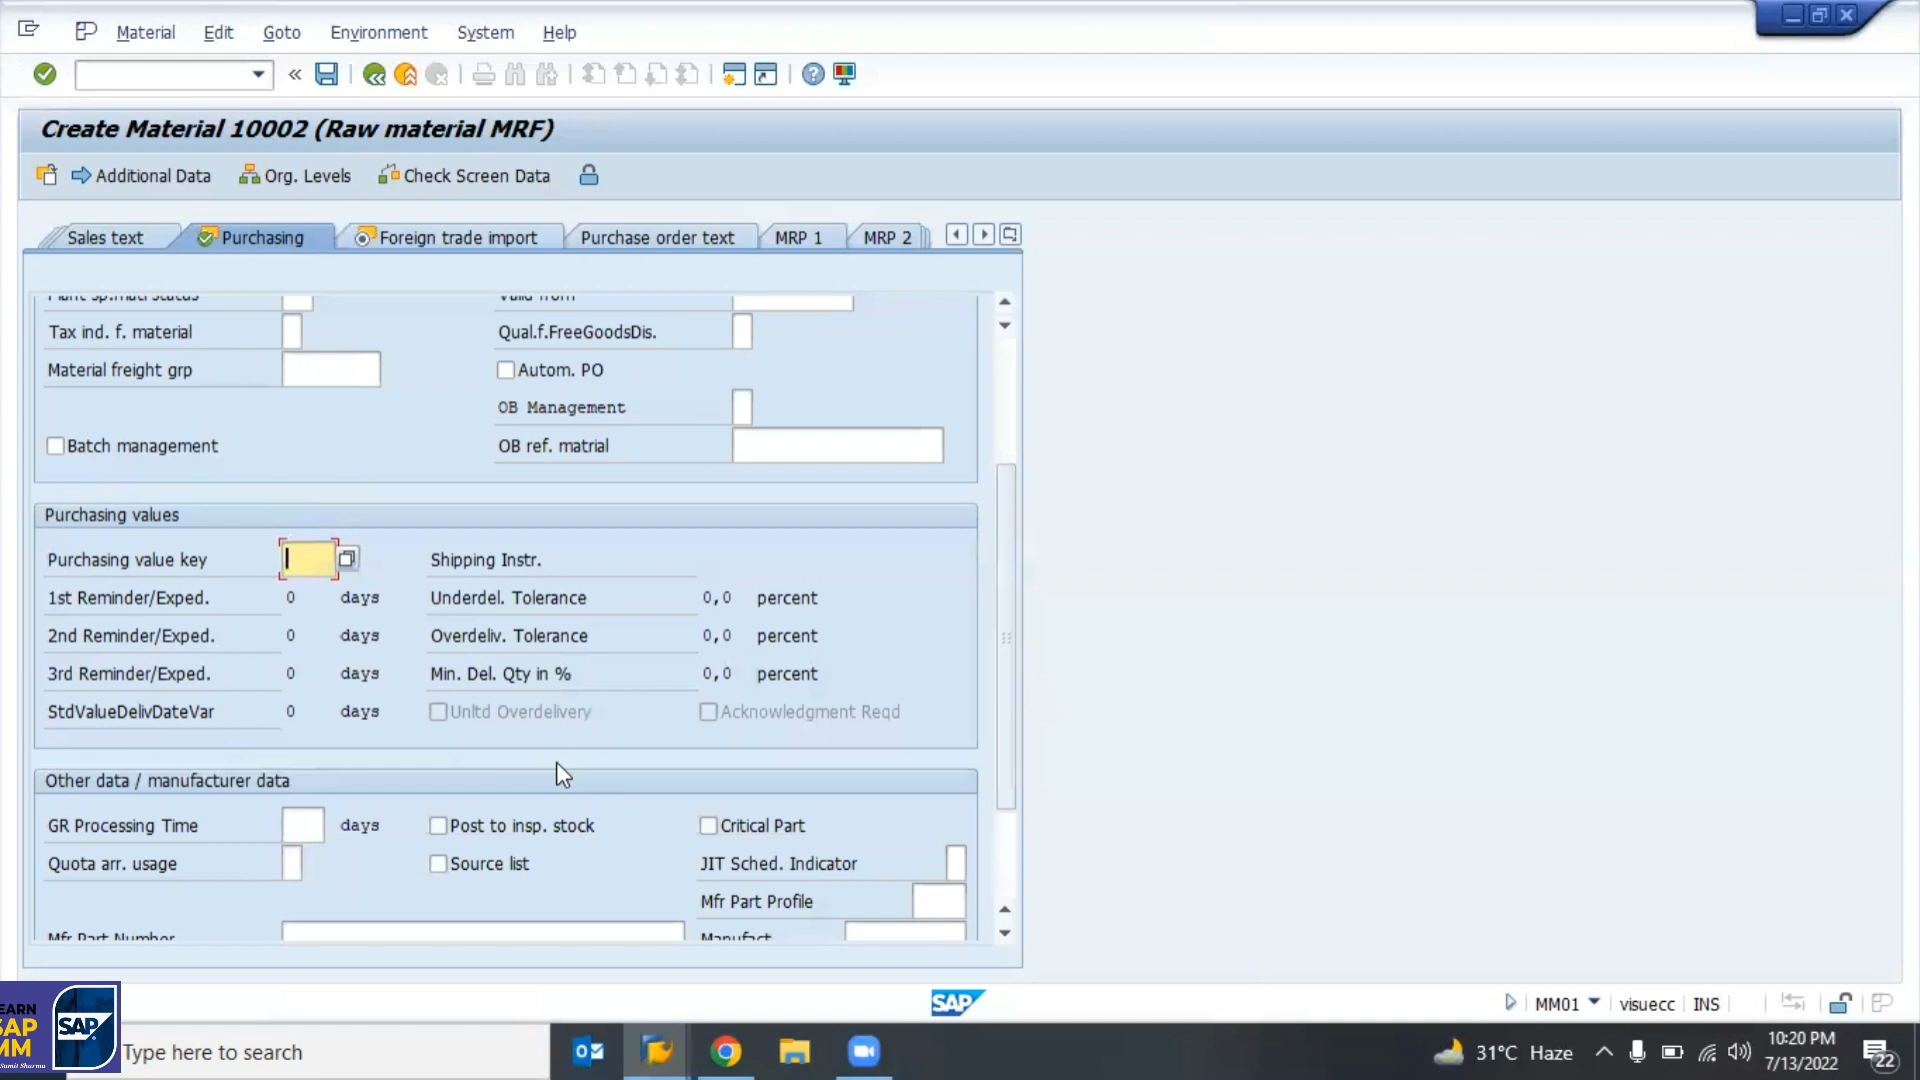 Material Edit Goto Environment System Help
Create Material 10002 (Raw material MRF)
Additional Data Org. Levels Check Screen Data
Sales text Purchasing Foreign trade import Purchase order text MRP 1 MRP 2
Tax ind. f. material Qual.f.FreeGoodsDis.
Material freight grp Autom. PO
OB Management
Batch management OB ref. matrial
Purchasing values
Purchasing value key Shipping Instr.
1st Reminder/Exped. 0 days Underdel. Tolerance 0,0 percent
2nd Reminder/Exped. 0 days Overdeliv. Tolerance 0,0 percent
3rd Reminder/Exped. 0 days Min. Del. Qty in % 0,0 percent
StdValueDelivDateVar 0 days Unltd Overdelivery Acknowledgment Reqd
Other data / manufacturer data
GR Processing Time days Post to insp. stock Critical Part
Quota arr. usage Source list JIT Sched. Indicator
Mfr Part Profile
Mfr Part Number Manufact
SAP MM01 visuecc INS
SAP
Type here to search
31°C Haze
10:20 PM
7/13/2022
22